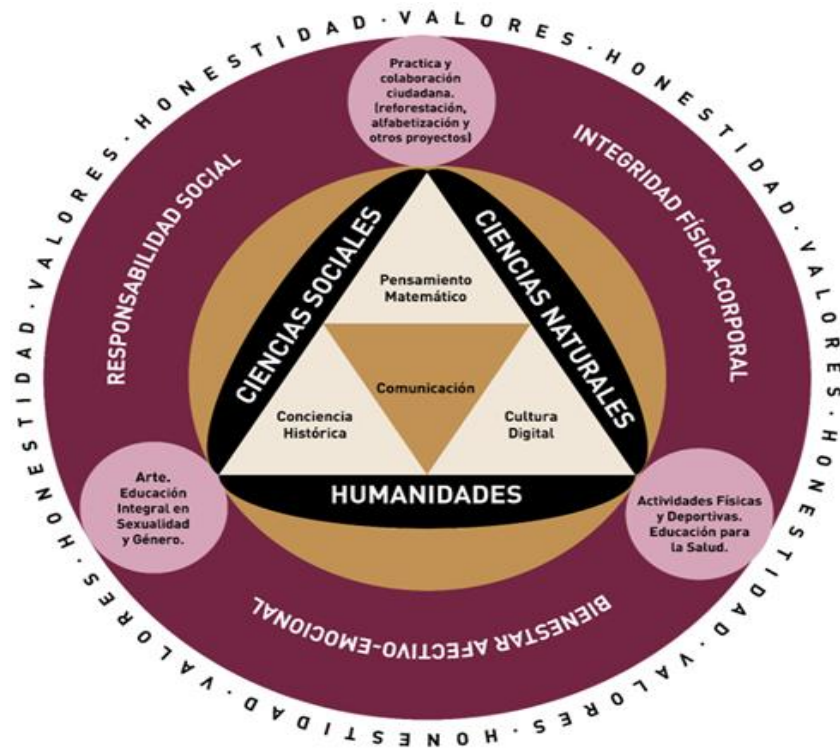 VALORES·HONESTIDAD·VALORES·HONESTIDAD·VALORES·HONESTIDAD·VALORES·HONESTIDAD·VALORES·HONESTIDAD·
Practica y
colaboración
ciudadana.
(reforestación,
alfabetización y
otros proyectos)
RESPONSABILIDAD SOCIAL
INTEGRIDAD FÍSICA-CORPORAL
CIENCIAS SOCIALES
CIENCIAS NATURALES
Pensamiento
Matemático
Comunicación
Conciencia
Histórica
Cultura
Digital
HUMANIDADES
Arte.
Educación
Integral en
Sexualidad
y Género.
Actividades Físicas
y Deportivas.
Educación para
la Salud.
BIENESTAR AFECTIVO-EMOCIONAL